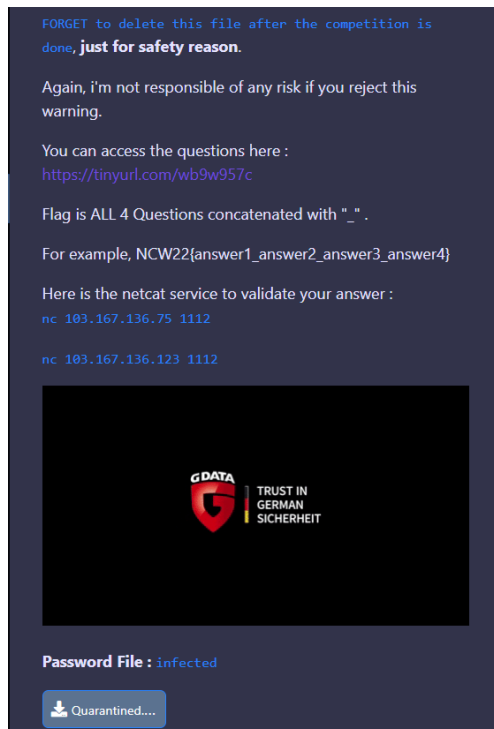 FORGET to delete this file after the competition is
done, just for safety reason.
Again, i'm not responsible of any risk if you reject this
warning.
You can access the questions here :
https://tinyurl.com/wb9w957c
Flag is ALL 4 Questions concatenated with "_" .
For example, NCW22{answer1_answer2_answer3_answer4}
Here is the netcat service to validate your answer :
nc 103.167.136.75 1112
nc 103.167.136.123 1112
GDATA
TRUST IN
GERMAN
SICHERHEIT
Password File : infected
Quarantined....